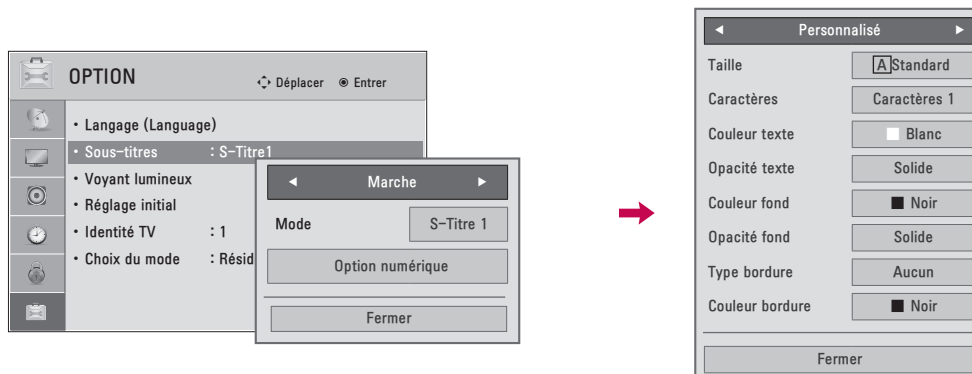 OPTION
Déplacer Entrer
• Langage (Language)
• Sous-titres : S-Titre1
• Voyant lumineux
• Réglage initial
• Identité TV : 1
• Choix du mode : Résid
◄ Marche ►
Mode S-Titre 1
Option numérique
Fermer
◄ Personnalisé ►
Taille A Standard
Caractères Caractères 1
Couleur texte Blanc
Opacité texte Solide
Couleur fond Noir
Opacité fond Solide
Type bordure Aucun
Couleur bordure Noir
Fermer